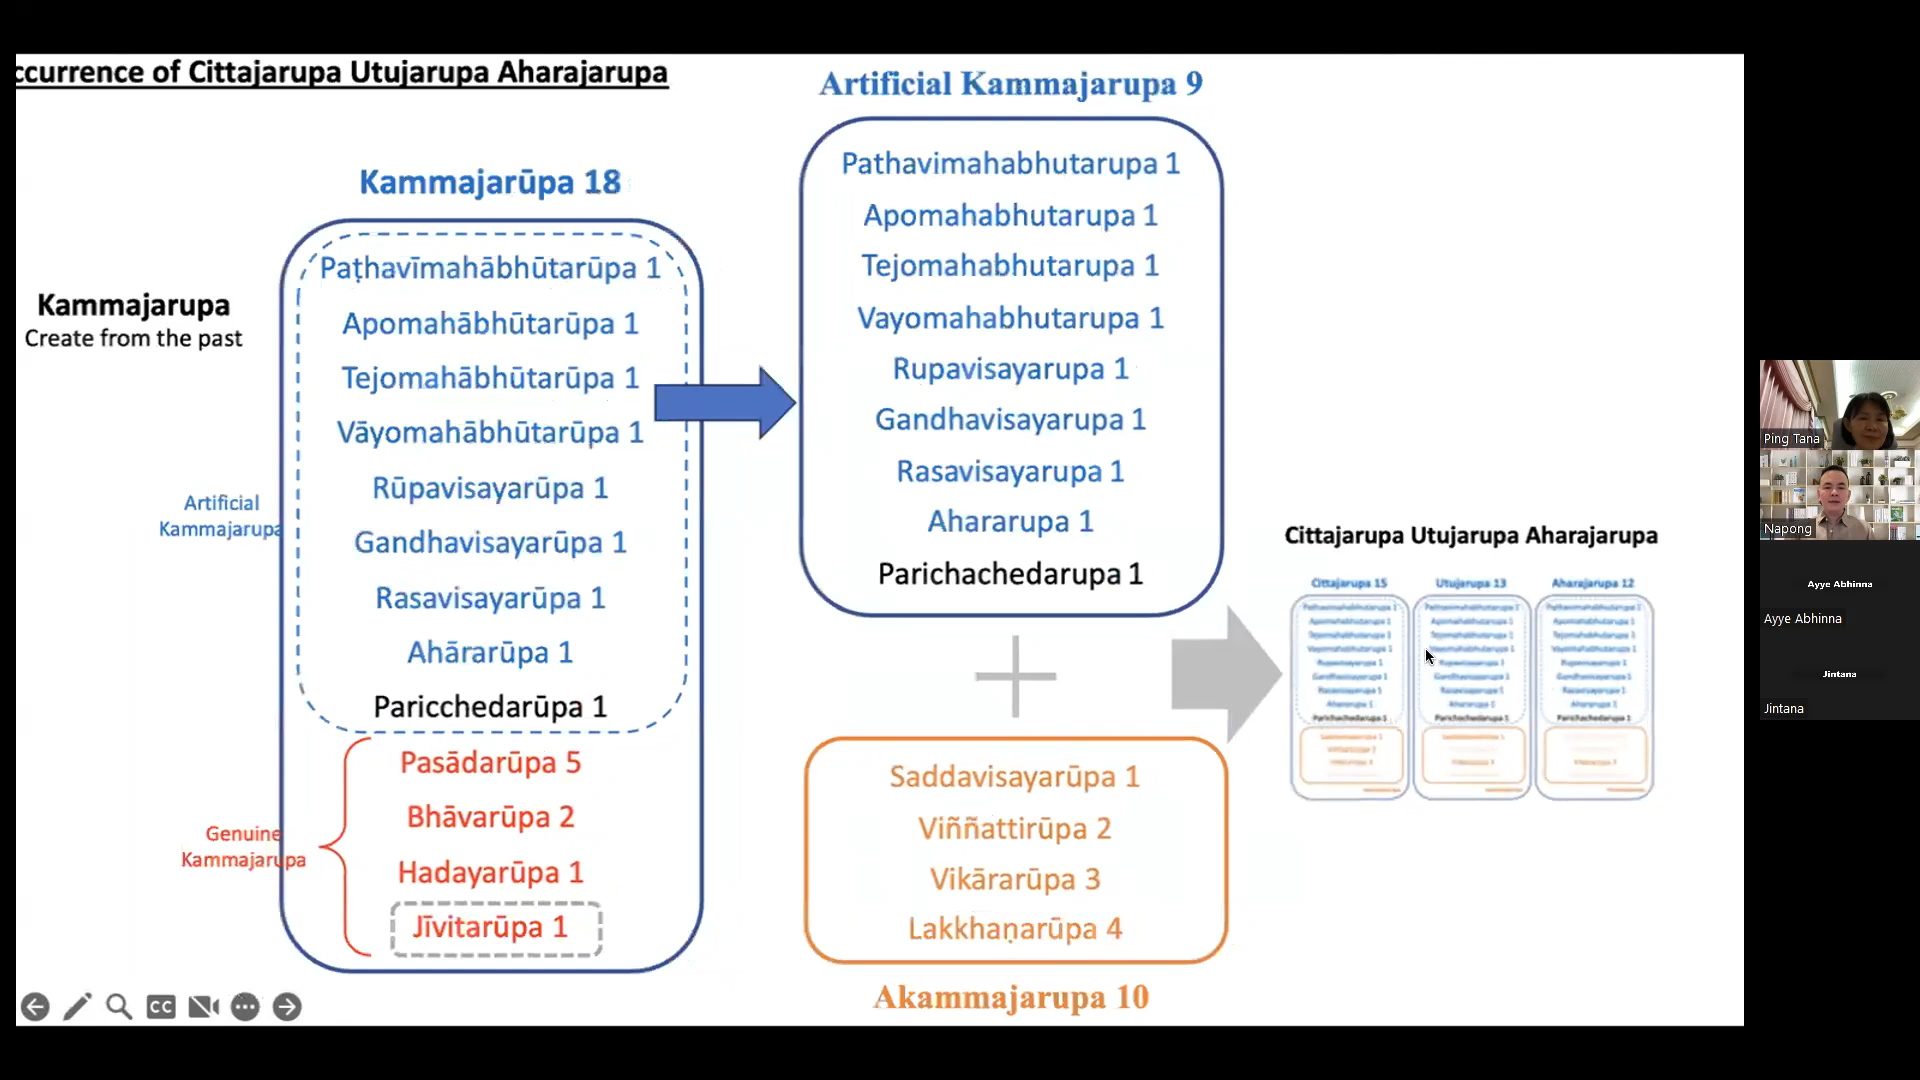 ccurrence of Cittajarupa Utujarupa Aharajarupa
Artificial Kammajarupa 9
Kammajarūpa 18
Pathavimahabhutarupa 1
Apomahabhutarupa 1
Tejomahabhutarupa 1
Vayomahabhutarupa 1
Rupavisayarupa 1
Gandhavisayarupa 1
Rasavisayarupa 1
Ahararupa 1
Parichachedarupa 1
Kammajarupa
Create from the past
Paṭhavīmahābhūtarūpa 1
Apomahābhūtarūpa 1
Tejomahābhūtarūpa 1
Vāyomahābhūtarūpa 1
Rūpavisayarūpa 1
Gandhavisayarūpa 1
Rasavisayarūpa 1
Ahārarūpa 1
Paricchedarūpa 1
Artificial
Kammajarupa
Pasādarūpa 5
Bhāvarūpa 2
Hadayarūpa 1
Jīvitarūpa 1
Genuine
Kammajarupa
Saddavisayarūpa 1
Viññattirūpa 2
Vikārarūpa 3
Lakkhaṇarūpa 4
Akammajarupa 10
Cittajarupa Utujarupa Aharajarupa
Cittajarupa 15
Utujarupa 13
Aharajarupa 12
CC
Ping Tana
Napong
Ayye Abhinna
Ayye Abhinna
Jintana
Jintana